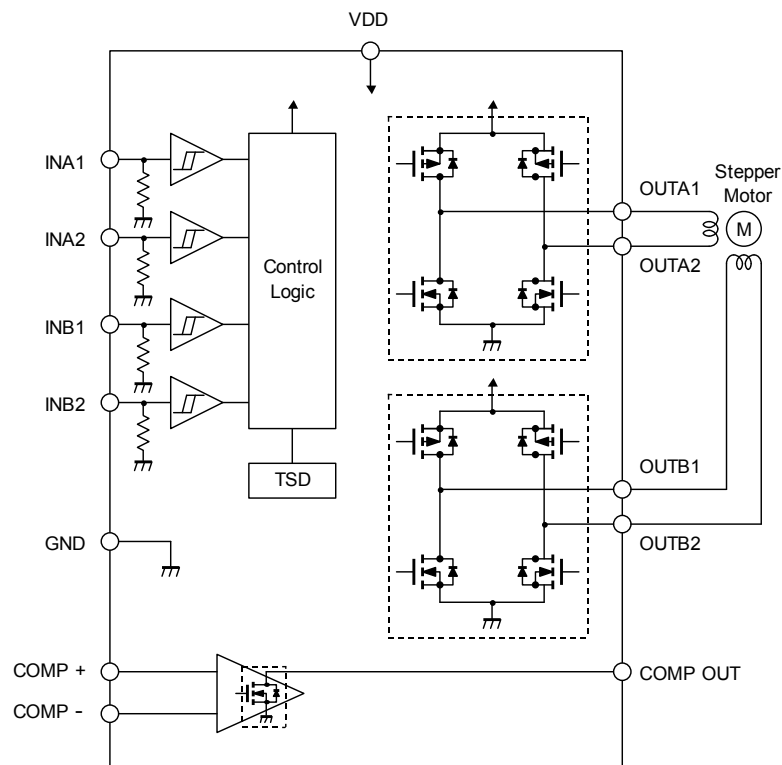 VDD
INA1
INA2
INB1
INB2
Control
Logic
TSD
GND
COMP +
COMP -
OUTA1
OUTA2
Stepper
Motor
M
OUTB1
OUTB2
COMP OUT